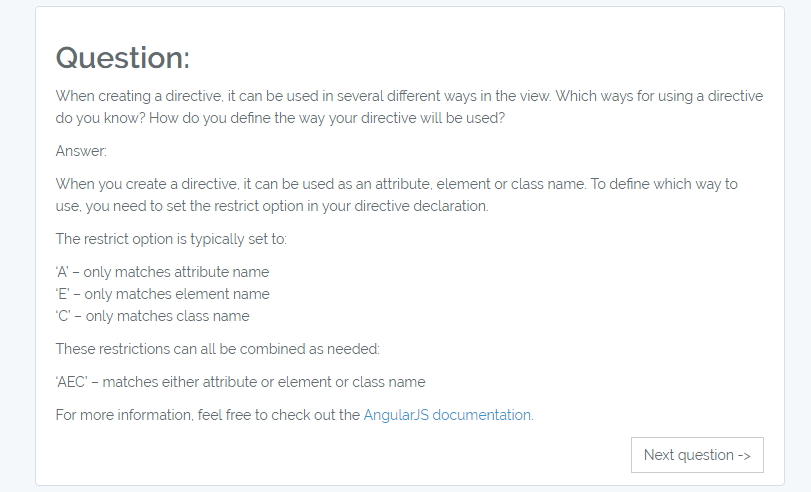 Question:
When creating a directive, it can be used in several different ways in the view. Which ways for using a directive
do you know? How do you define the way your directive will be used?
Answer:
When you create a directive, it can be used as an attribute, element or class name. To define which way to
use, you need to set the restrict option in your directive declaration.
The restrict option is typically set to:
‘A’ – only matches attribute name
‘E’ – only matches element name
‘C’ – only matches class name
These restrictions can all be combined as needed:
‘AEC’ – matches either attribute or element or class name
For more information, feel free to check out the AngularJS documentation.
Next question ->